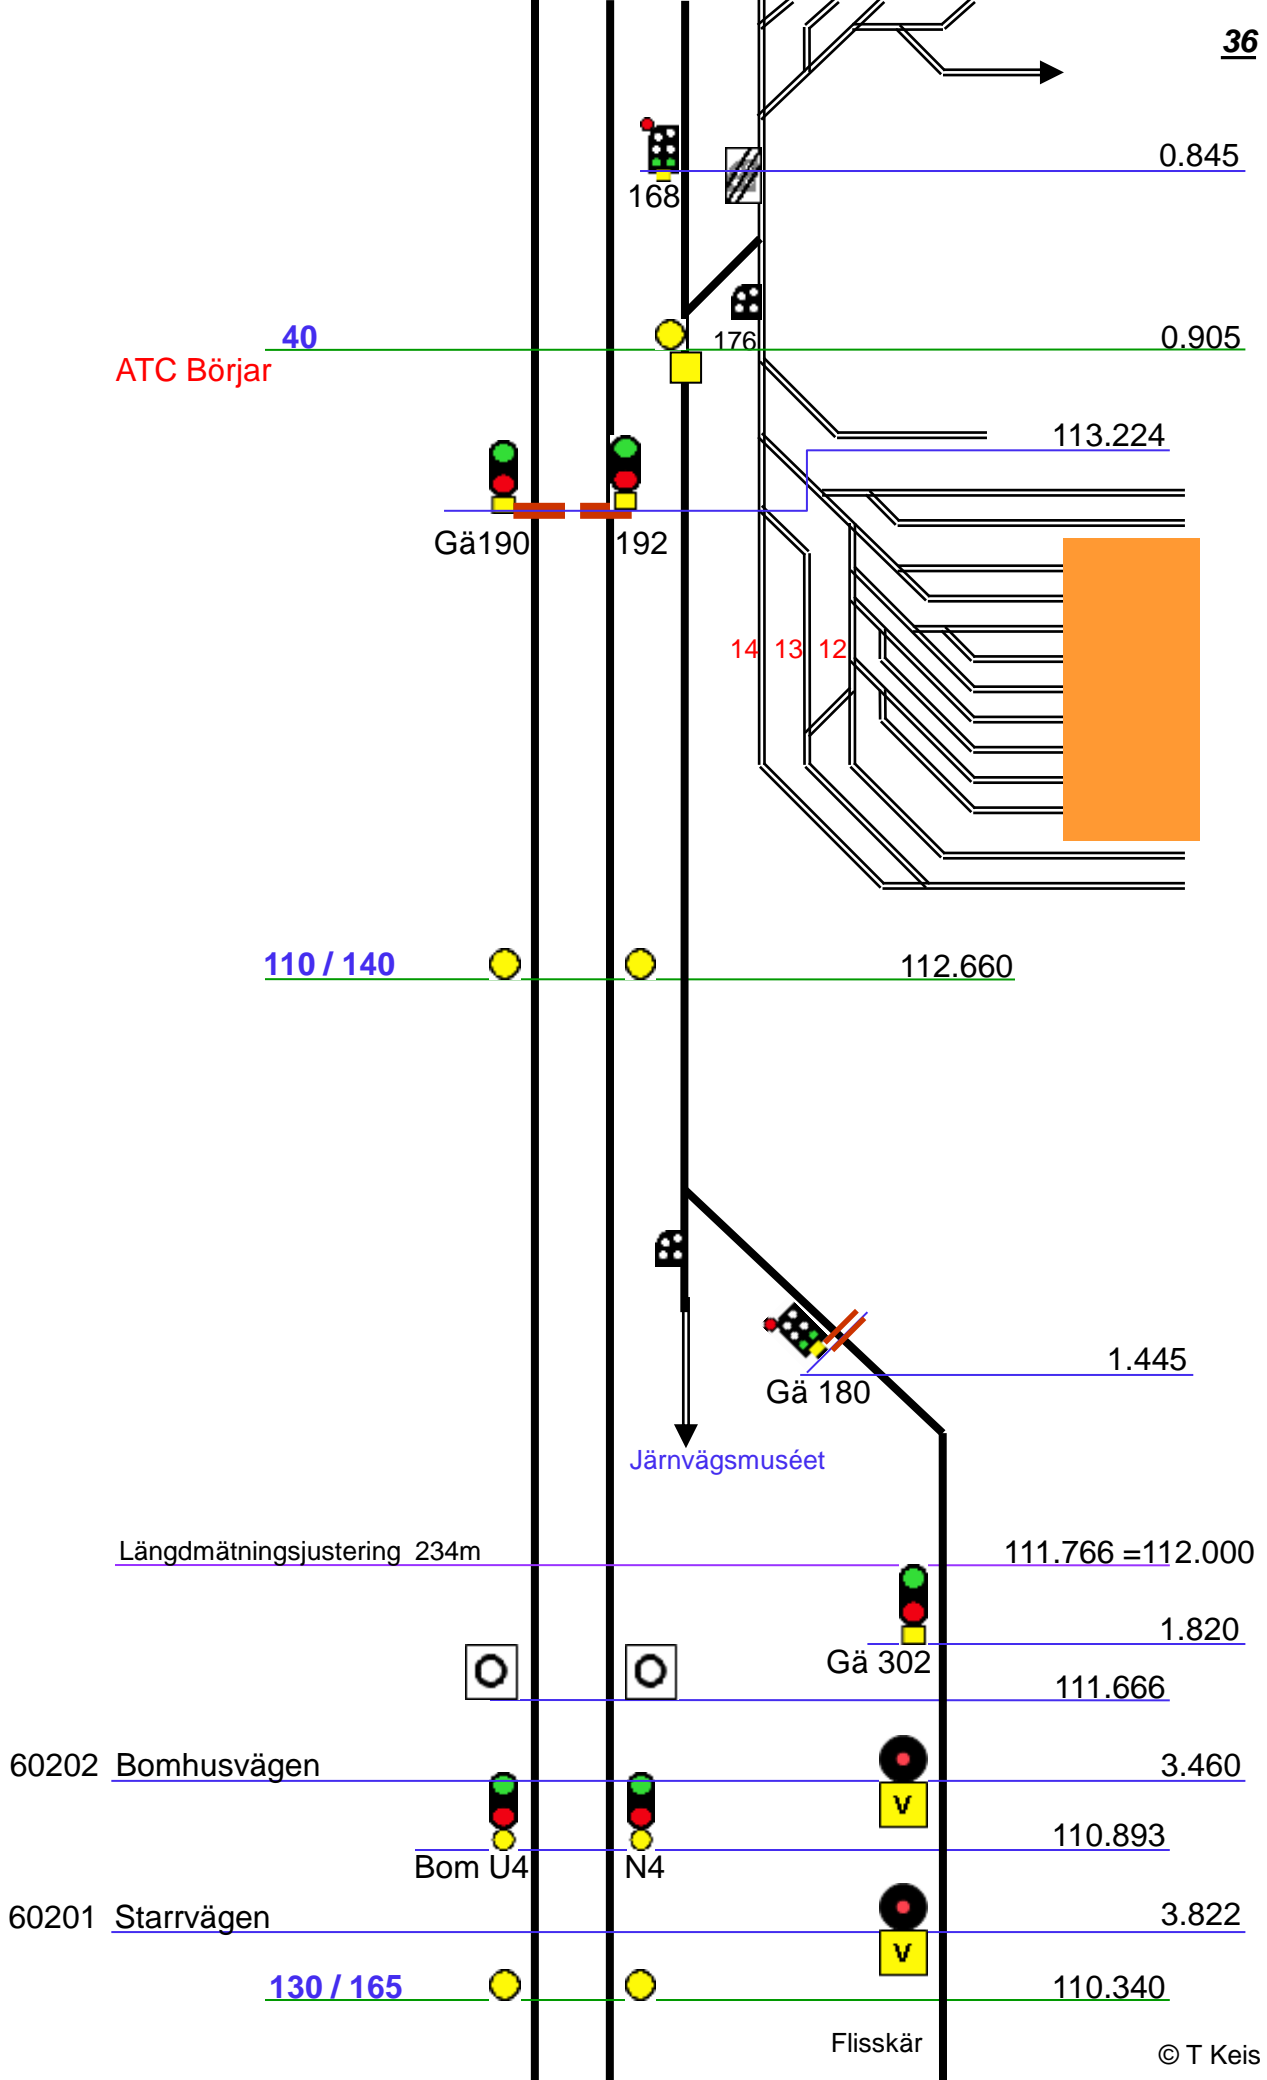 36
0.845
168
40
176
0.905
ATC Börjar
113.224
Gä190
192
14 13 12
110 / 140
112.660
1.445
Gä 180
Järnvägsmuséet
Längdmätningsjustering 234m
111.766 =112.000
1.820
Gä 302
111.666
60202 Bomhusvägen
3.460
V
110.893
Bom U4
N4
60201 Starrvägen
3.822
V
130 / 165
110.340
Flisskär
© T Keis